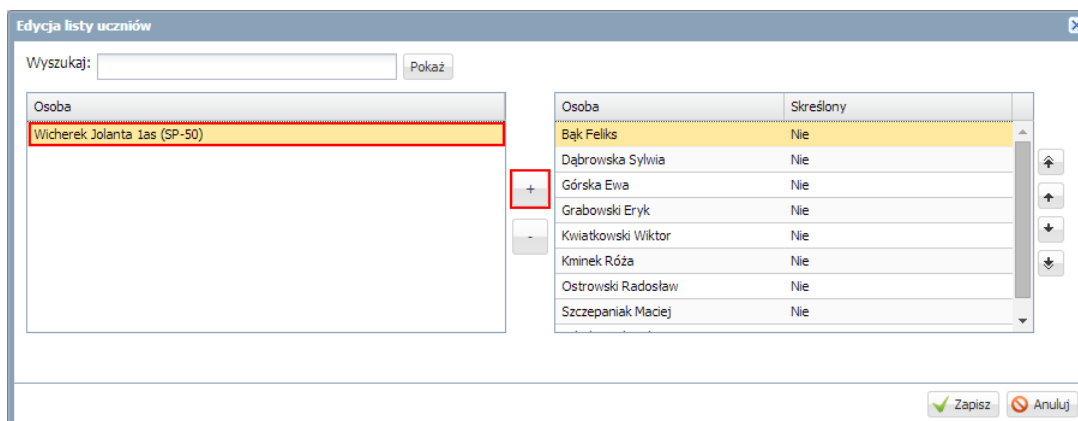 Edycja listy uczniów
Wyszukaj: Pokaż
Osoba
Wicherek Jolanta 1as (SP-50)
+
-
Osoba Skreślony
Bąk Feliks Nie
Dąbrowska Sylwia Nie
Górska Ewa Nie
Grabowski Eryk Nie
Kwiatkowski Wiktor Nie
Kminek Róża Nie
Ostrowski Radosław Nie
Szczepaniak Maciej Nie
Zapisz Anuluj